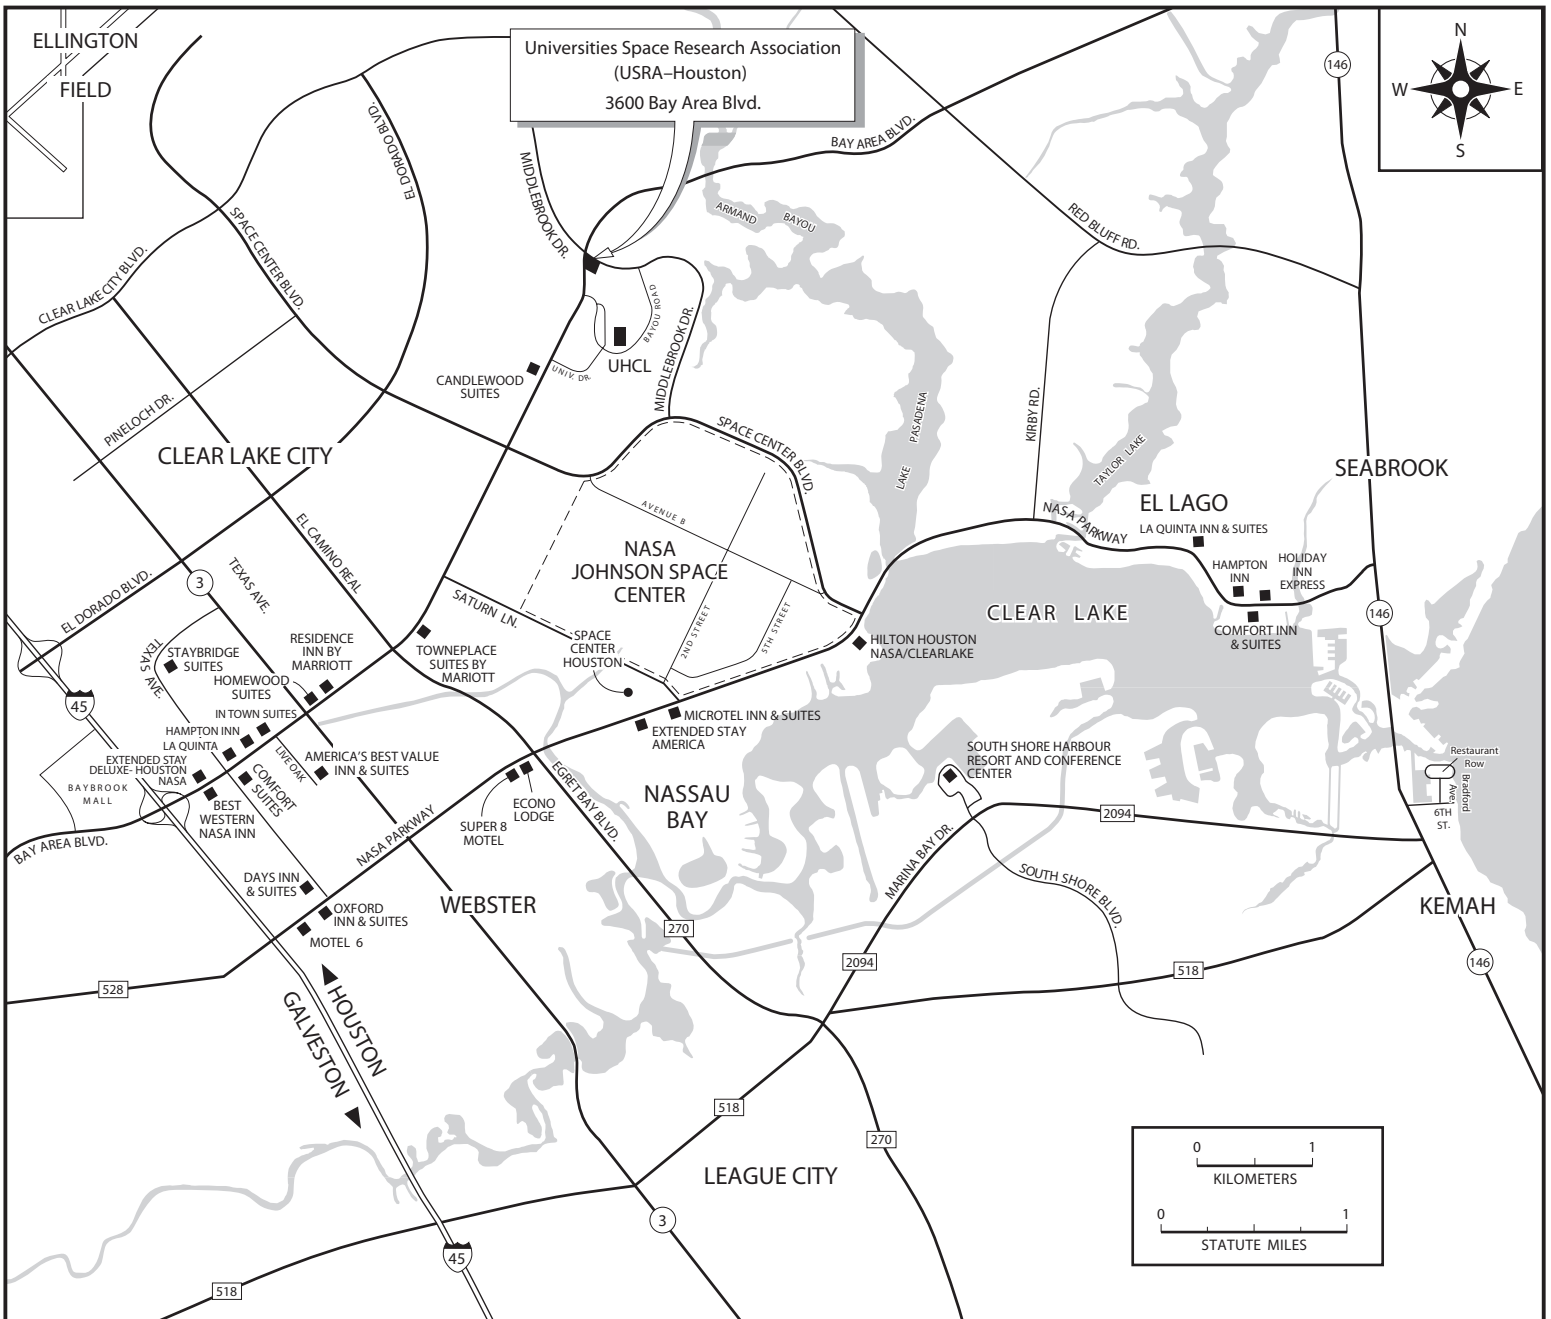 ELLINGTON
FIELD
Universities Space Research Association
(USRA–Houston)
3600 Bay Area Blvd.
146
N
W
E
S
EL DORADO BLVD.
MIDDLEBROOK DR.
BAY AREA BLVD.
ARMAND
BAYOU
RED BLUFF RD.
SPACE CENTER BLVD.
CLEAR LAKE CITY BLVD.
BAYOU ROAD
MIDDLEBROOK DR.
UHCL
UNIV. DR.
CANDLEWOOD
SUITES
PINELOCH DR.
CLEAR LAKE CITY
SPACE CENTER BLVD.
LAKE PASADENA
KIRBY RD.
TAYLOR LAKE
SEABROOK
EL LAGO
LA QUINTA INN & SUITES
NASA PARKWAY
HAMPTON
INN
HOLIDAY
INN
EXPRESS
COMFORT INN
& SUITES
146
CLEAR LAKE
AVENUE B
NASA
JOHNSON SPACE
CENTER
2ND STREET
5TH STREET
EL CAMINO REAL
TEXAS AVE.
3
EL DORADO BLVD.
SATURN LN.
SPACE
CENTER
HOUSTON
HILTON HOUSTON
NASA/CLEARLAKE
TOWNEPLACE
SUITES BY
MARIOTT
RESIDENCE
INN BY
MARRIOTT
TEXAS AVE.
STAYBRIDGE
SUITES
HOMEWOOD
SUITES
45
IN TOWN SUITES
HAMPTON INN
LA QUINTA
EXTENDED STAY
DELUXE- HOUSTON
NASA
BAYBROOK
MALL
LIVE OAK
AMERICA'S BEST VALUE
INN & SUITES
COMFORT
SUITES
BEST
WESTERN
NASA INN
BAY AREA BLVD.
MICROTEL INN & SUITES
EXTENDED STAY
AMERICA
ECONO
LODGE
SUPER 8
MOTEL
EGRET BAY BLVD.
NASSAU
BAY
SOUTH SHORE HARBOUR
RESORT AND CONFERENCE
CENTER
Restaurant
Row
Bradford
Ave.
6TH
ST.
2094
NASA PARKWAY
MARINA BAY DR.
SOUTH SHORE BLVD.
DAYS INN
& SUITES
OXFORD
INN & SUITES
MOTEL 6
WEBSTER
KEMAH
270
2094
518
146
528
HOUSTON
GALVESTON
518
270
LEAGUE CITY
3
45
518
0
1
KILOMETERS
0
1
STATUTE MILES